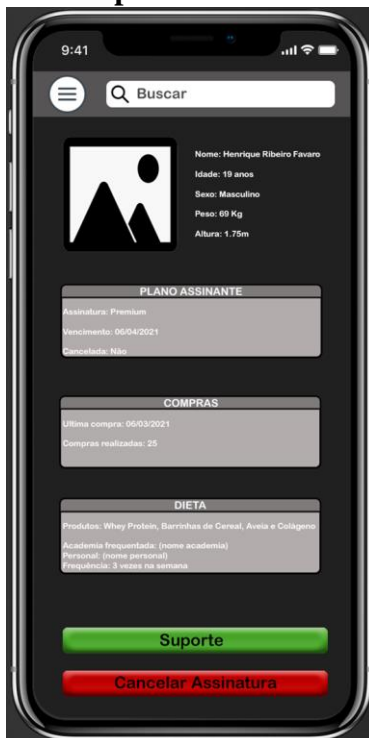 9:41
Buscar
Nome: Henrique Ribeiro Favaro
Idade: 19 anos
Sexo: Masculino
Peso: 69 Kg
Altura: 1.75m
PLANO ASSINANTE
Assinatura: Premium
Vencimento: 06/04/2021
Cancelada: Não
COMPRAS
Ultima compra: 06/03/2021
Compras realizadas: 25
DIETA
Produtos: Whey Protein, Barrinhas de Cereal, Aveia e Colágeno
Academia frequentada: (nome academia)
Personal: (nome personal)
Frequência: 3 vezes na semana
Suporte
Cancelar Assinatura